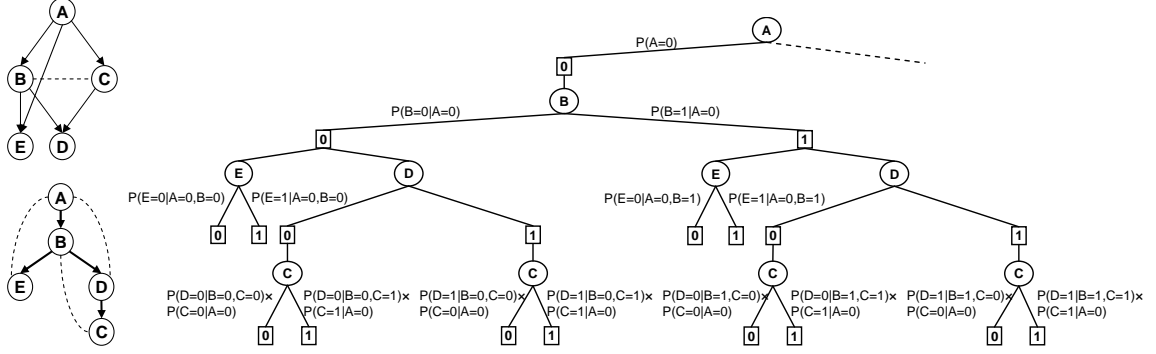 A
B
C
E
D
A
B
E
D
C
A
P(A=0)
0
B
P(B=0|A=0)
P(B=1|A=0)
0
1
E
D
E
D
P(E=0|A=0,B=0)
P(E=1|A=0,B=0)
P(E=0|A=0,B=1)
P(E=1|A=0,B=1)
0
1
0
1
0
1
0
1
C
C
C
C
P(D=0|B=0,C=0)×
P(C=0|A=0)
P(D=0|B=0,C=1)×
P(C=1|A=0)
P(D=1|B=0,C=0)×
P(C=0|A=0)
P(D=1|B=0,C=1)×
P(C=1|A=0)
P(D=0|B=1,C=0)×
P(C=0|A=0)
P(D=0|B=1,C=1)×
P(C=1|A=0)
P(D=1|B=1,C=0)×
P(C=0|A=0)
P(D=1|B=1,C=1)×
P(C=1|A=0)
0
1
0
1
0
1
0
1